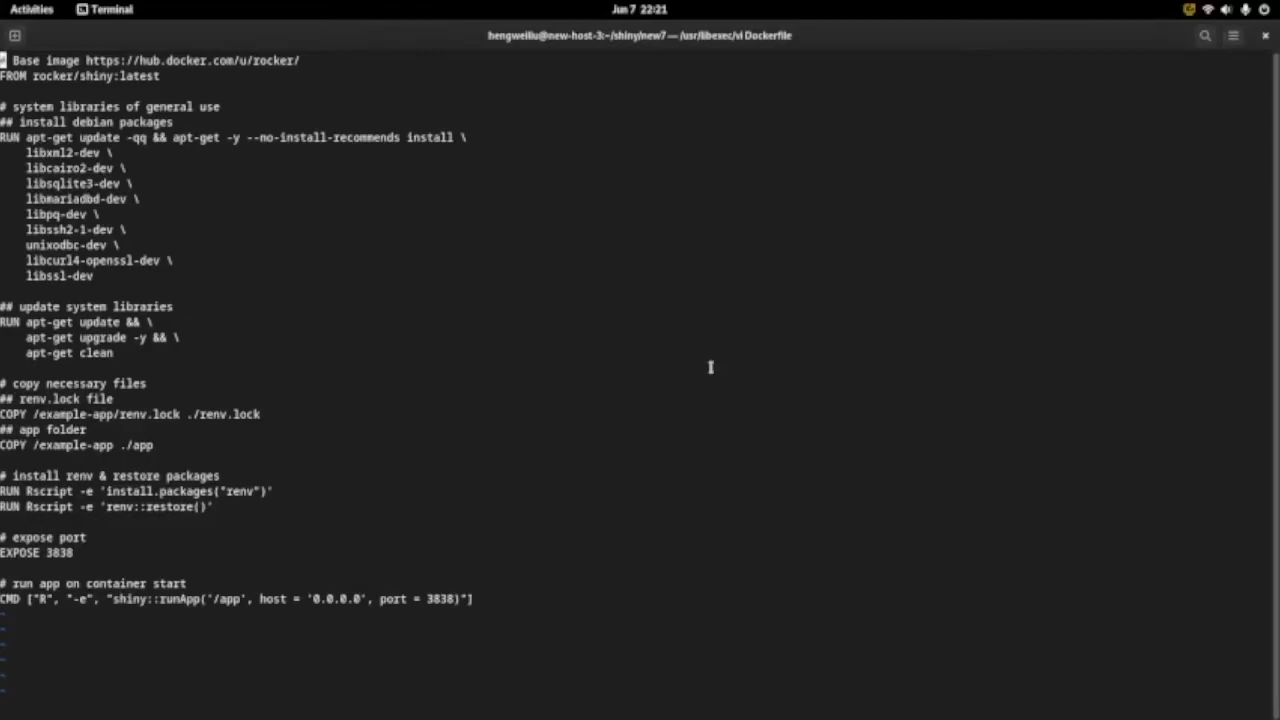 Activities
Terminal
Jun 7 22:21
hengweiliu@new-host-3:~/shiny/new7 — /usr/libexec/vi Dockerfile
# Base image https://hub.docker.com/u/rocker/
FROM rocker/shiny:latest
# system libraries of general use
## install debian packages
RUN apt-get update -qq && apt-get -y --no-install-recommends install \
libxml2-dev \
libcairo2-dev \
libsqlite3-dev \
libmariadbd-dev \
libpq-dev \
libssh2-1-dev \
unixodbc-dev \
libcurl4-openssl-dev \
libssl-dev
## update system libraries
RUN apt-get update && \
apt-get upgrade -y && \
apt-get clean
# copy necessary files
## renv.lock file
COPY /example-app/renv.lock ./renv.lock
## app folder
COPY /example-app ./app
# install renv & restore packages
RUN Rscript -e 'install.packages("renv")'
RUN Rscript -e 'renv::restore()'
# expose port
EXPOSE 3838
# run app on container start
CMD ["R", "-e", "shiny::runApp('/app', host = '0.0.0.0', port = 3838)"]
~
~
~
~
~
~